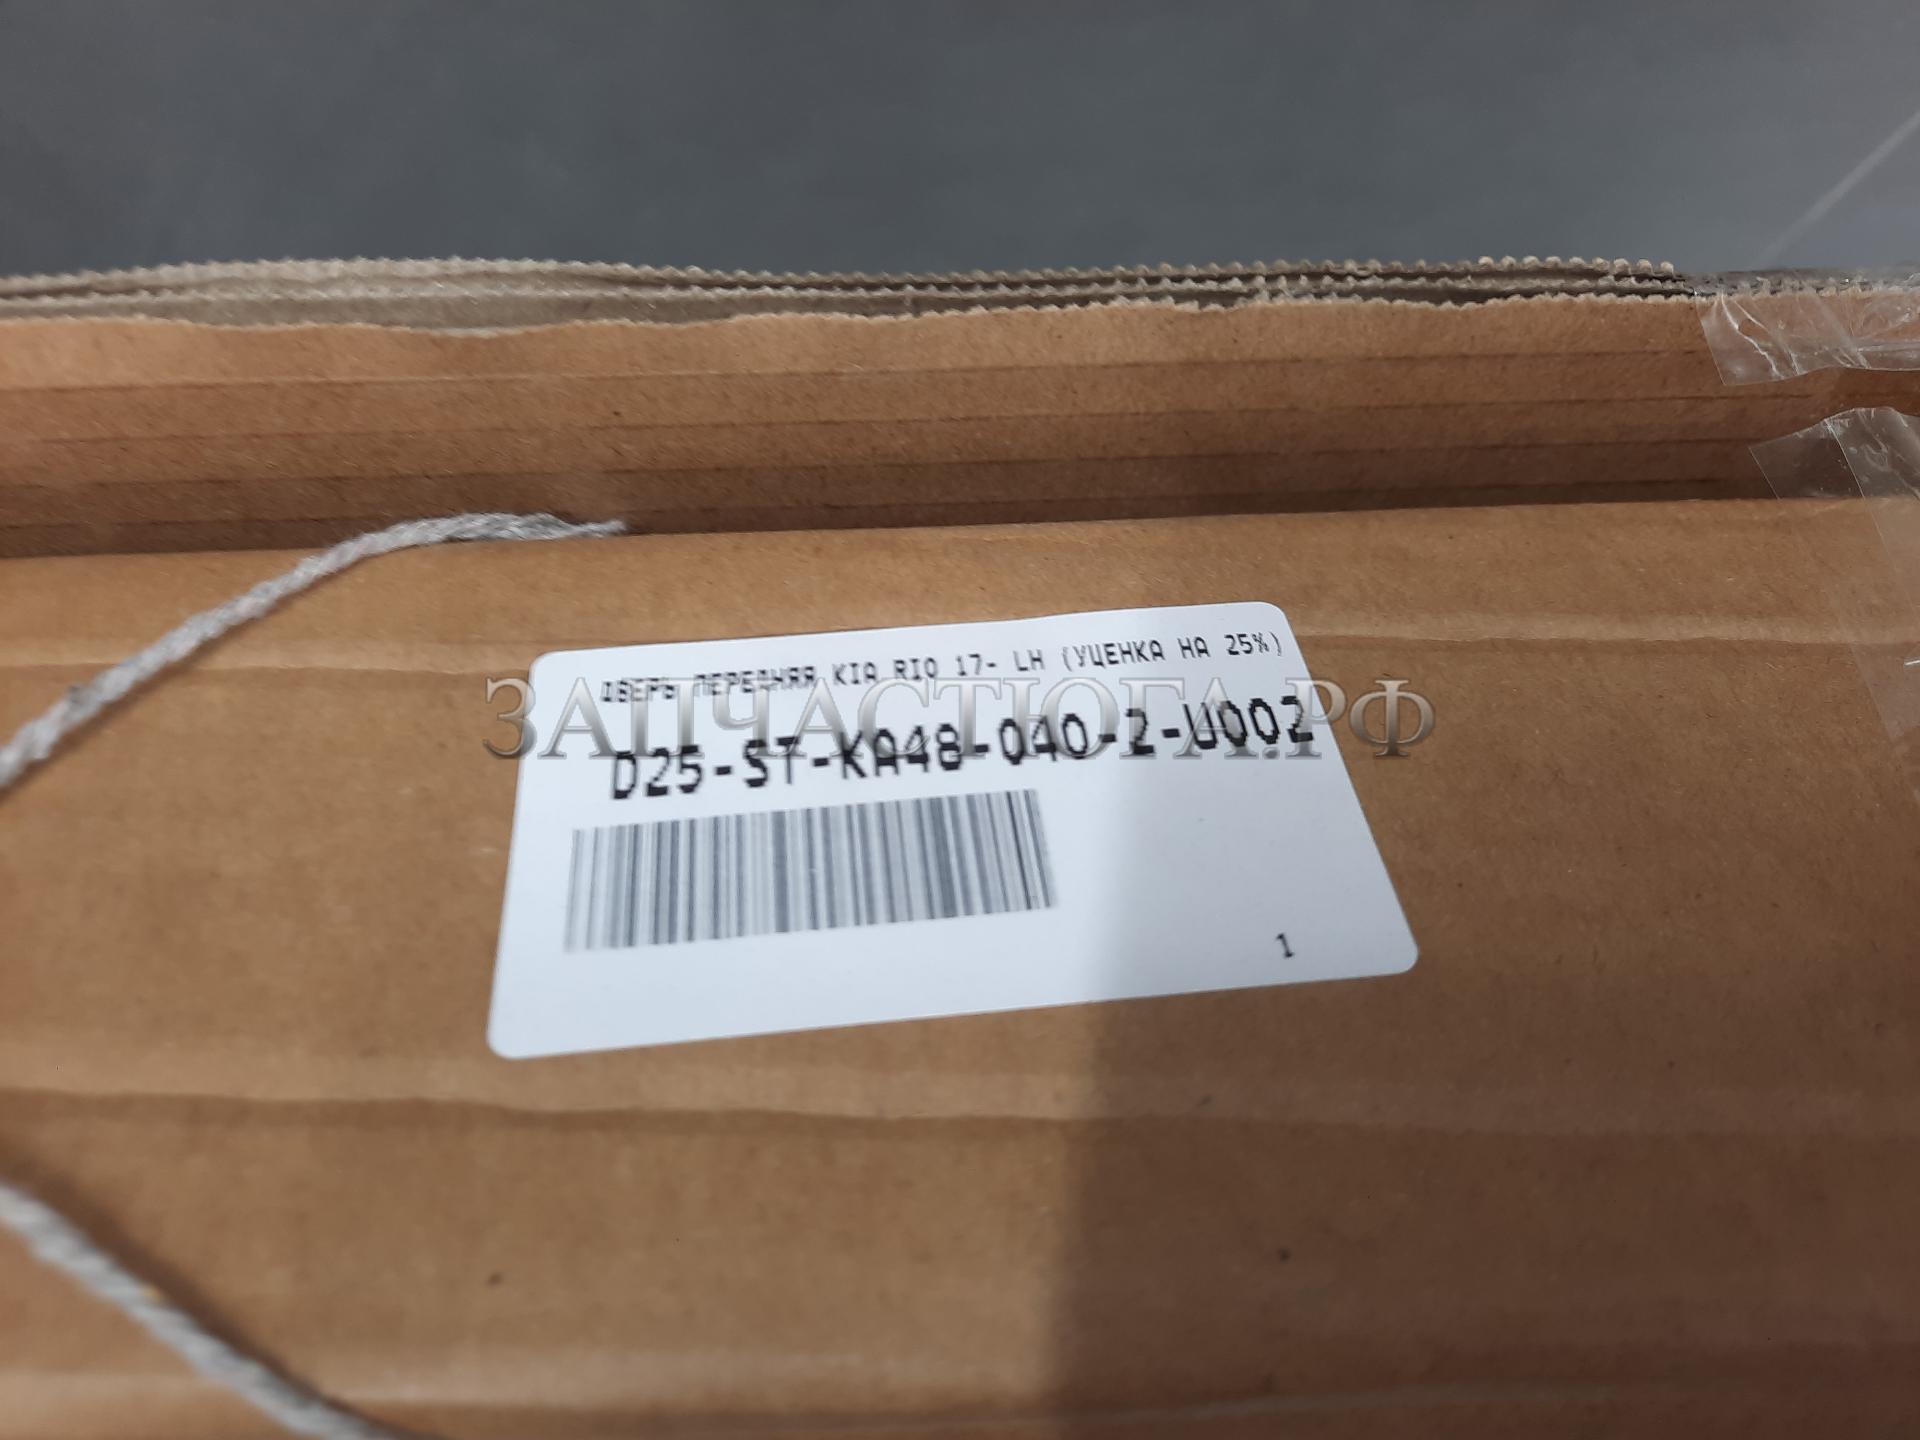 ДВЕРЬ ПЕРЕДНЯЯ KIA RIO 17- LH (УЦЕНКА НА 25%)
ЗАПЧАСТЮГА.РФ
D25-ST-KA48-040-2-U002
1